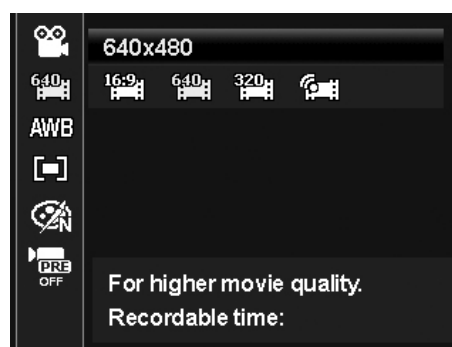 640x480
640
16:9 640 320
AWB
N
PRE
OFF
For higher movie quality.
Recordable time: